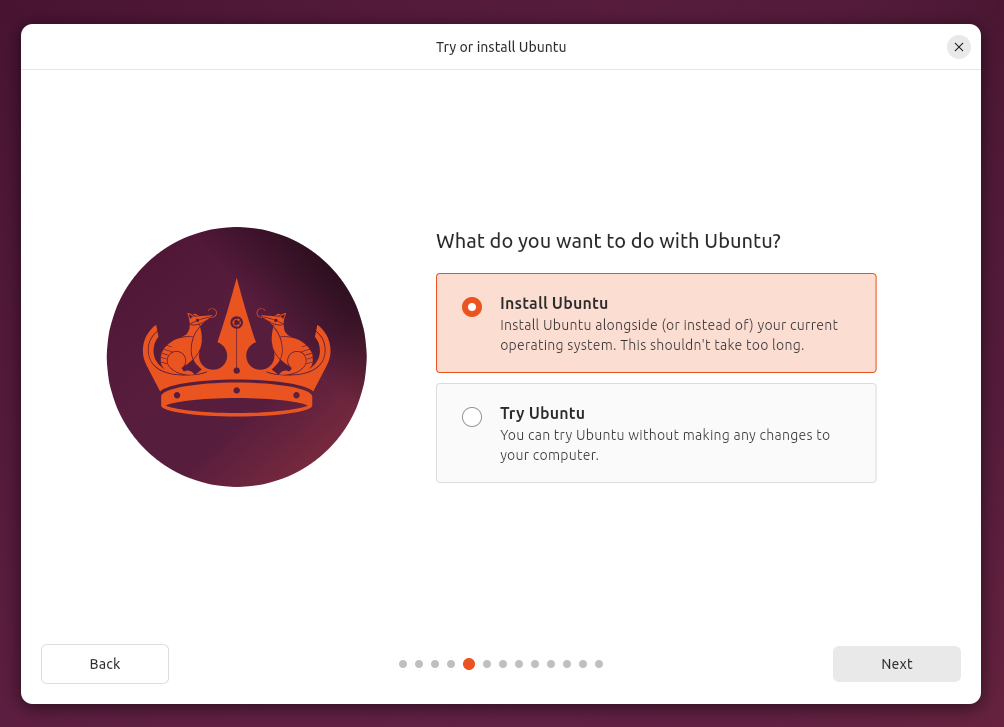 Try or install Ubuntu
What do you want to do with Ubuntu?
Install Ubuntu
Install Ubuntu alongside (or instead of) your current
operating system. This shouldn't take too long.
Try Ubuntu
You can try Ubuntu without making any changes to
your computer.
Back
Next